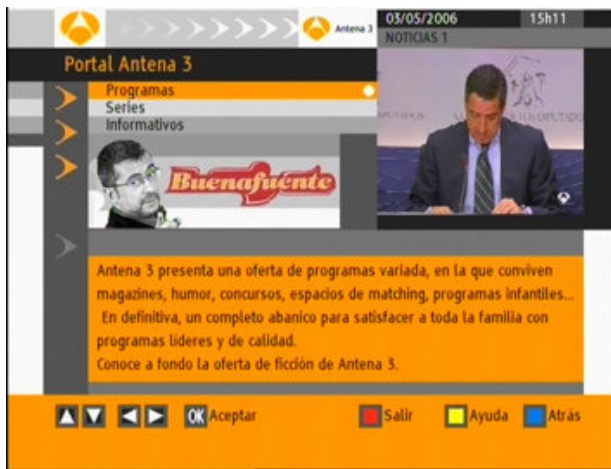 Antena 3
03/05/2006 15h11
NOTICIAS 1
Portal Antena 3
Programas
Series
Informativos
Buenafuente
Antena 3 presenta una oferta de programas variada, en la que conviven
magazines, humor, concursos, espacios de matching, programas infantiles...
En definitiva, un completo abanico para satisfacer a toda la familia con
programas líderes y de calidad.
Conoce a fondo la oferta de ficción de Antena 3.
OK Aceptar Salir Ayuda Atrás